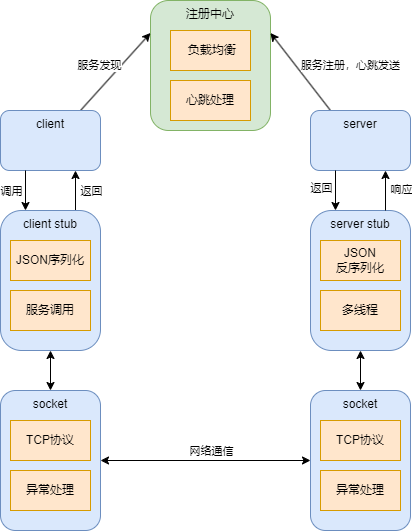 注册中心
负载均衡
心跳处理
服务发现
服务注册，心跳发送
client
server
调用
返回
返回
响应
client stub
JSON序列化
服务调用
server stub
JSON
反序列化
多线程
socket
TCP协议
异常处理
网络通信
socket
TCP协议
异常处理